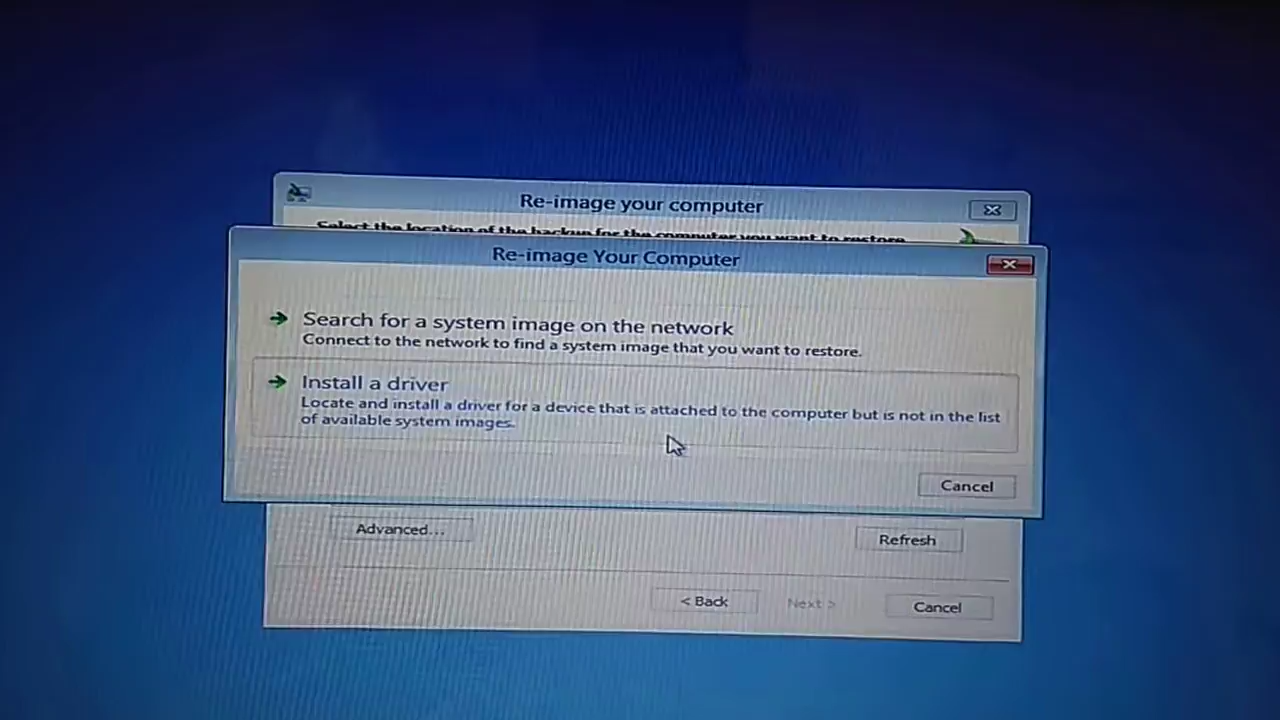 Re-image your computer
Select the location of the backup for the computer you want to restore
Re-image Your Computer
Search for a system image on the network
Connect to the network to find a system image that you want to restore.
Install a driver
Locate and install a driver for a device that is attached to the computer but is not in the list
of available system images.
Cancel
Advanced...
Refresh
< Back
Next >
Cancel